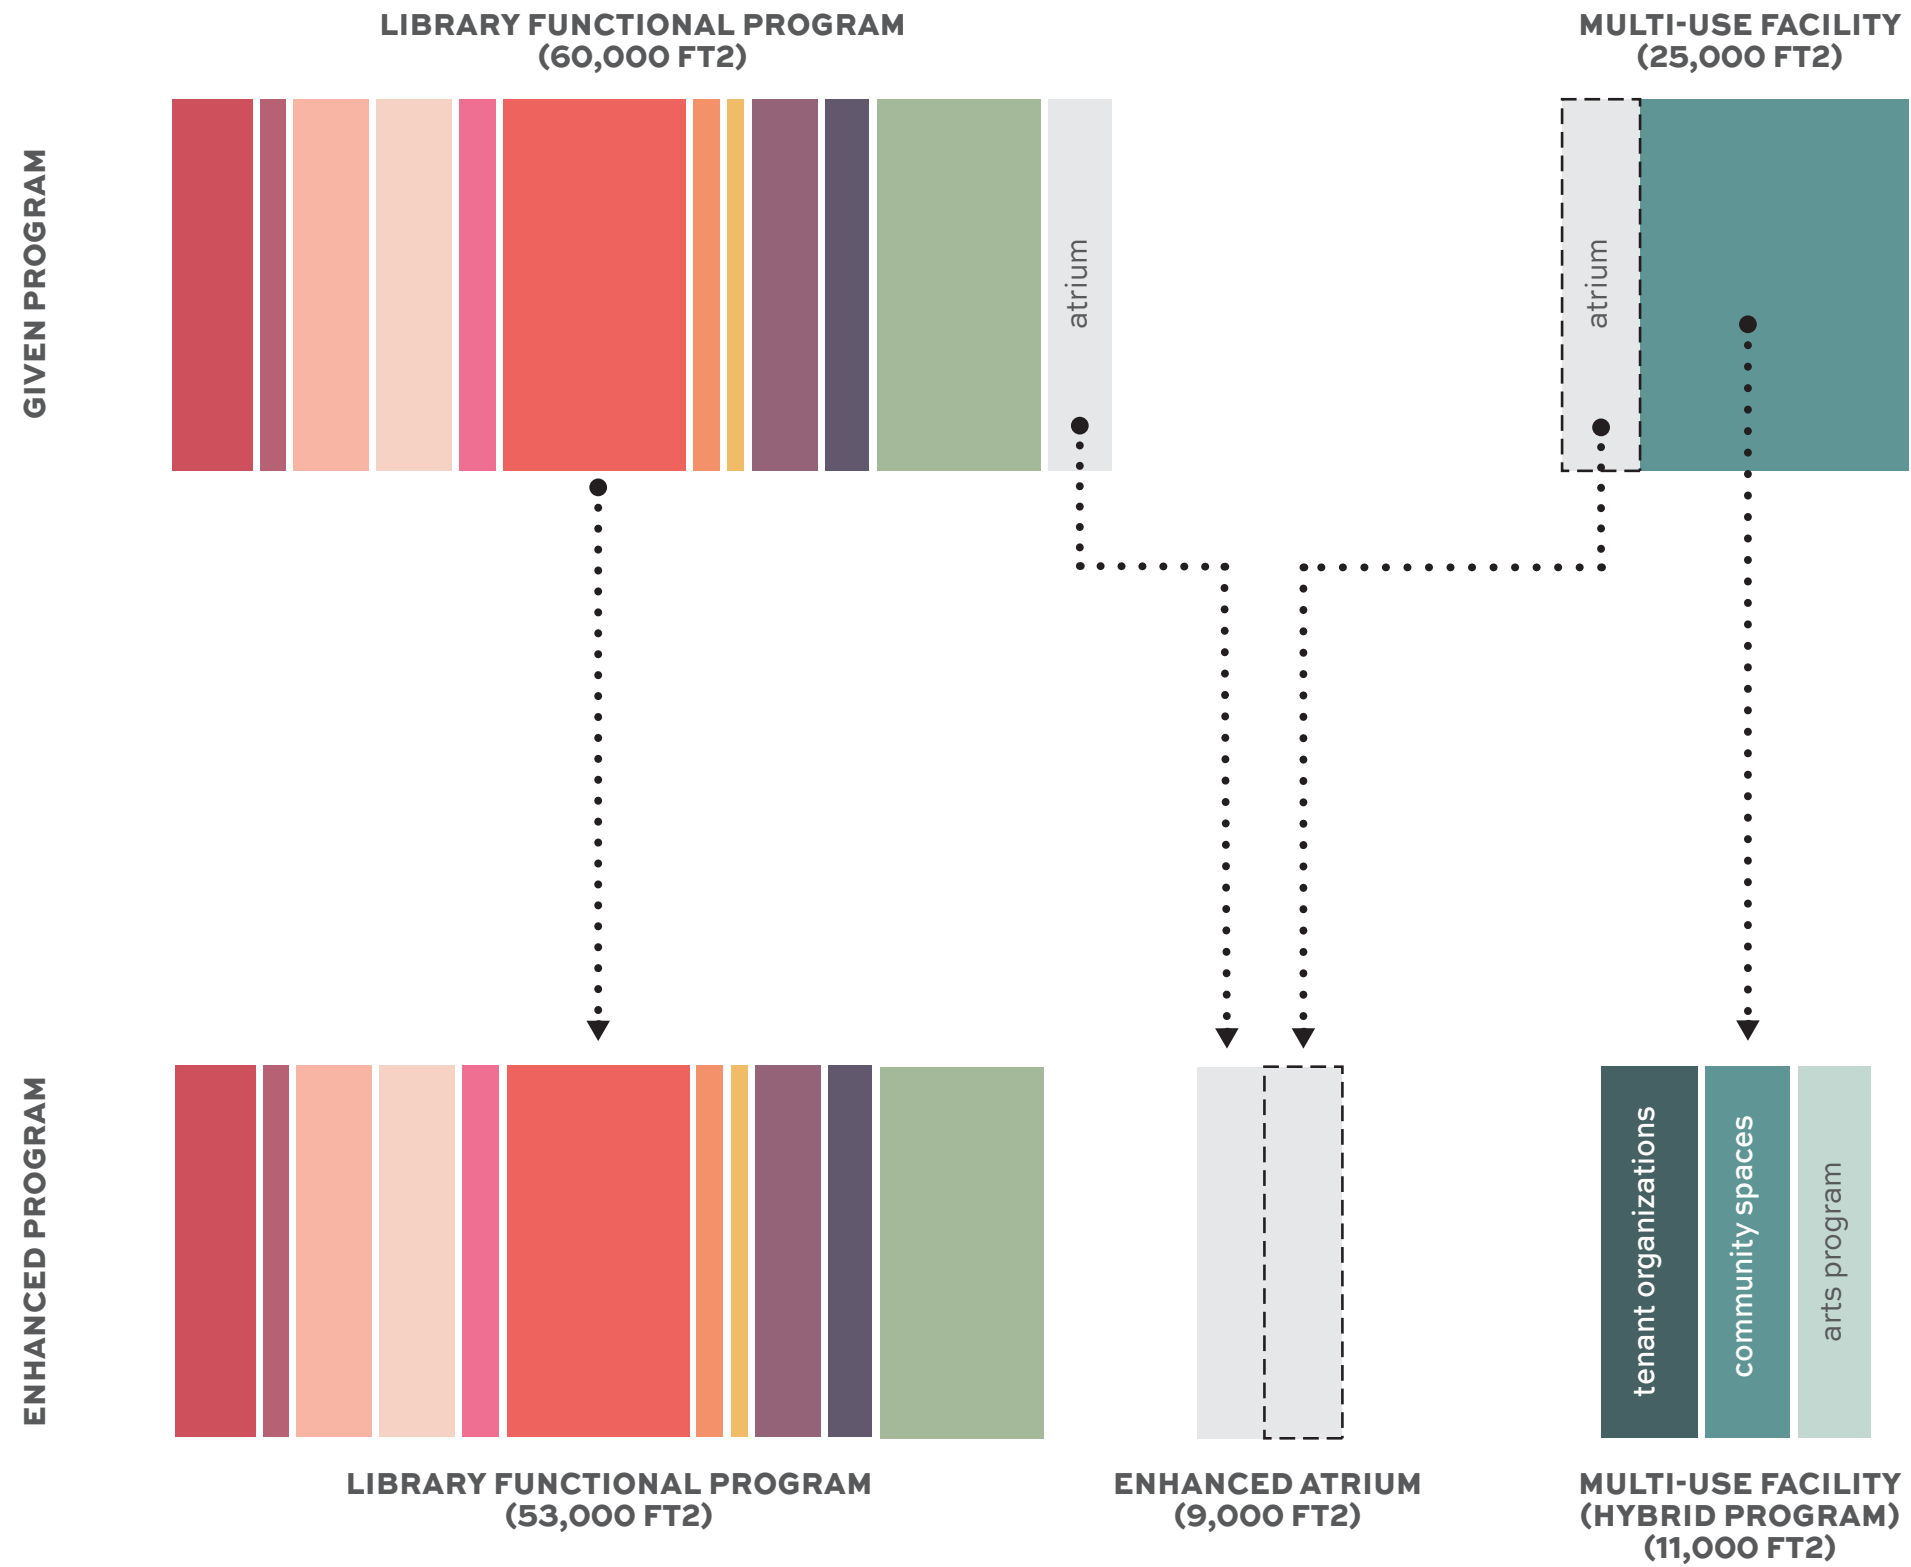 LIBRARY FUNCTIONAL PROGRAM
(60,000 FT2)
MULTI-USE FACILITY
(25,000 FT2)
GIVEN PROGRAM
atrium
atrium
ENHANCED PROGRAM
tenant organizations
community spaces
arts program
LIBRARY FUNCTIONAL PROGRAM
(53,000 FT2)
ENHANCED ATRIUM
(9,000 FT2)
MULTI-USE FACILITY
(HYBRID PROGRAM)
(11,000 FT2)